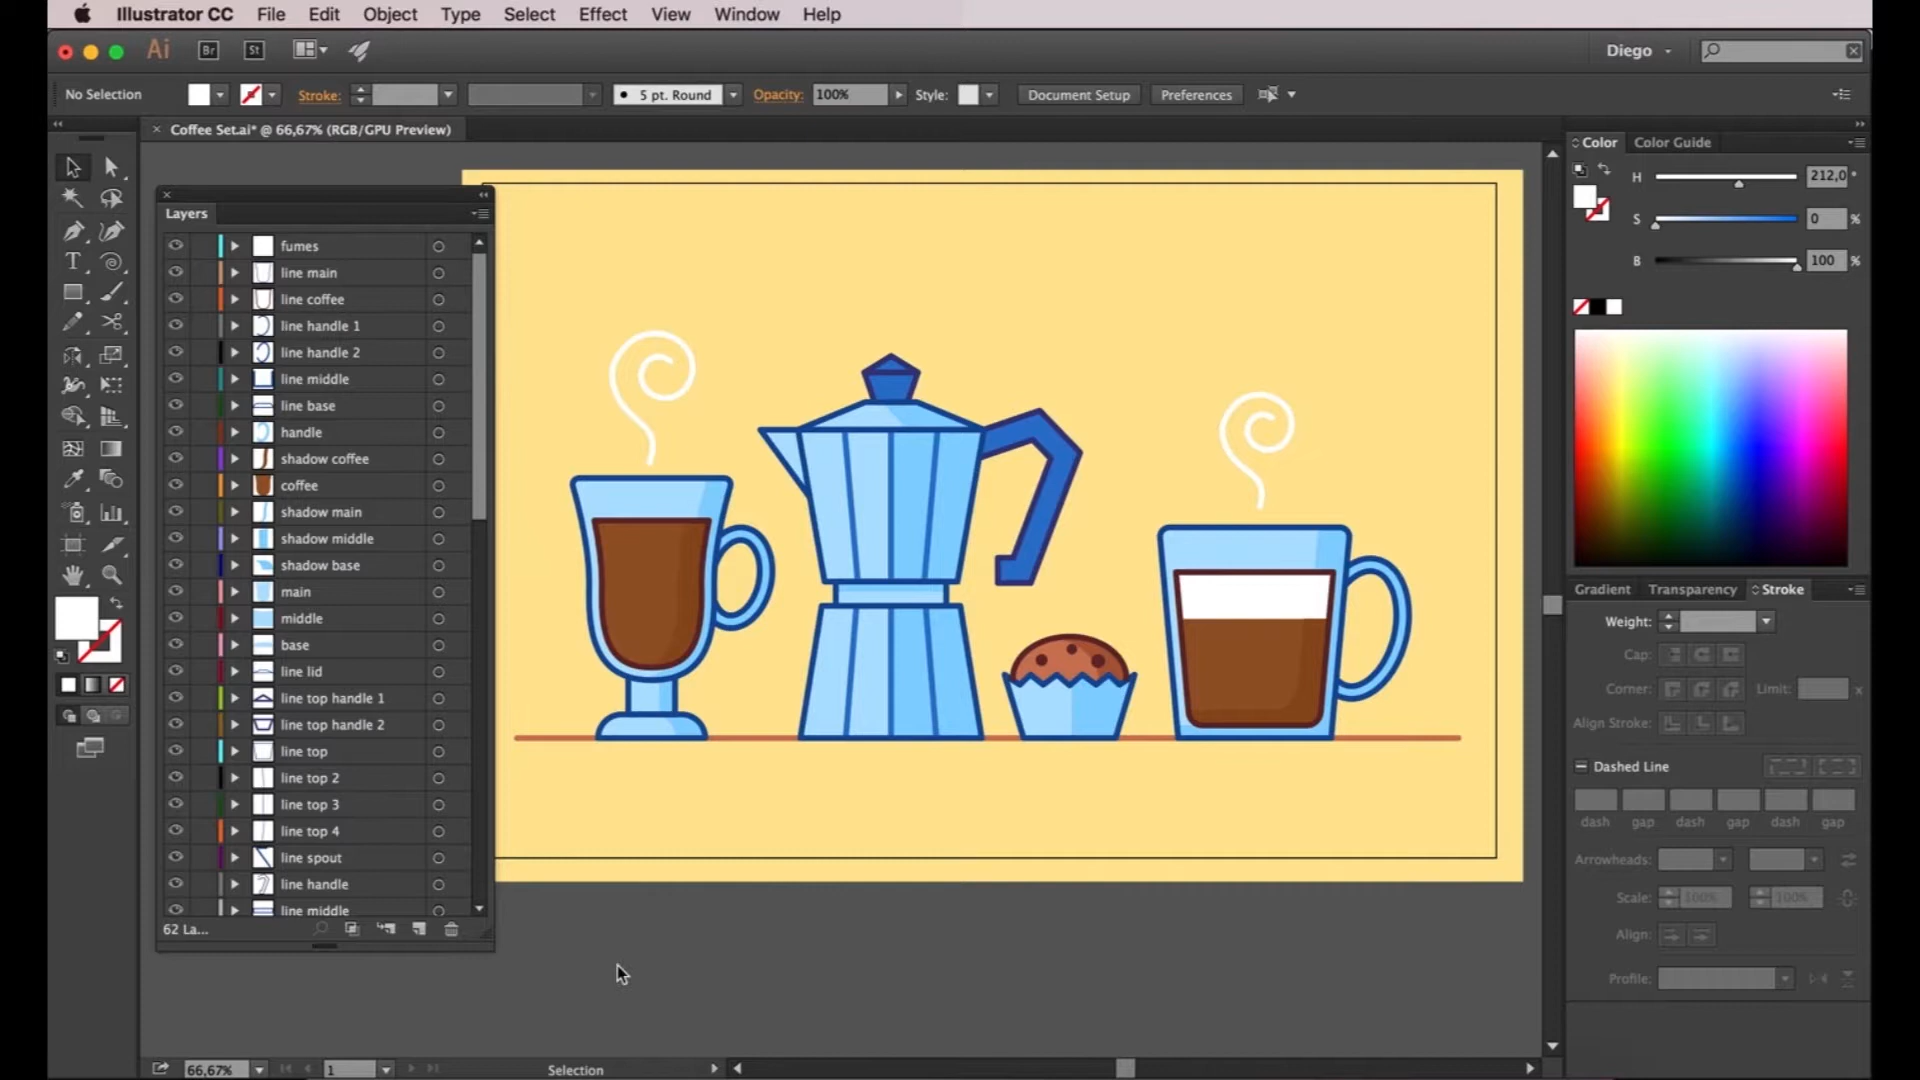 Illustrator CC File Edit Object Type Select Effect View Window Help
Ai Br St Diego
No Selection Stroke: 5 pt. Round Opacity: 100% Style: Document Setup Preferences
Coffee Set.ai* @ 66,67% (RGB/GPU Preview)
Layers
fumes
line main
line coffee
line handle 1
line handle 2
line middle
line base
handle
shadow coffee
coffee
shadow main
shadow middle
shadow base
main
middle
base
line lid
line top handle 1
line top handle 2
line top
line top 2
line top 3
line top 4
line spout
line handle
line middle
62 La...
66,67% 1 Selection
Color Color Guide
H 212,0 °
S 0 %
B 100 %
Gradient Transparency Stroke
Weight:
Cap:
Corner: Limit: x
Align Stroke:
Dashed Line
dash gap dash gap dash gap
Arrowheads:
Scale: 100% 100%
Align:
Profile: